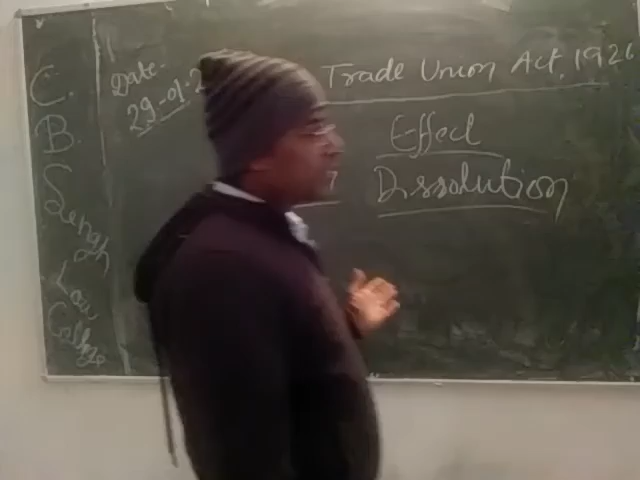 C.
B.
Singh
Law
College
Date-
29-01-2
Trade Union Act, 1926
Effect
Dissolution